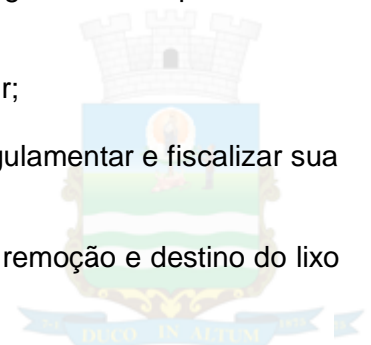 r;
gulamentar e fiscalizar sua
remoção e destino do lixo
DUCO IN ALTUM